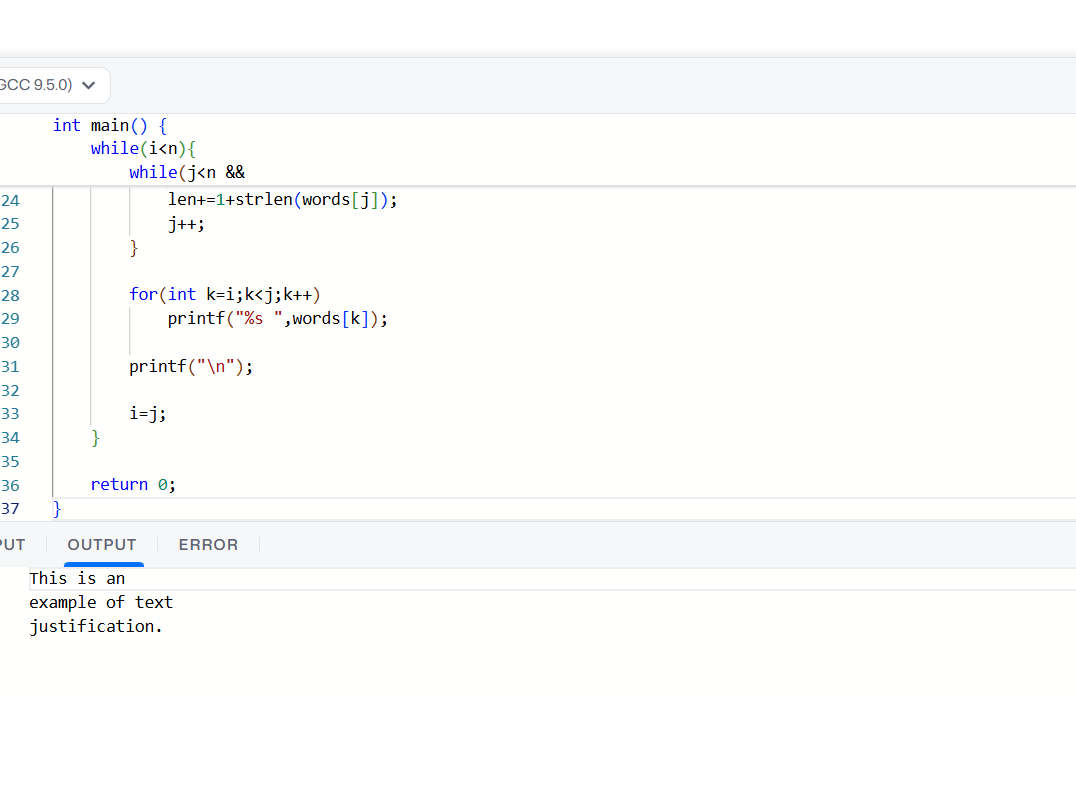 GCC 9.5.0)
int main() {
while(i<n){
while(j<n &&
24 len+=1+strlen(words[j]);
25 j++;
26 }
27
28 for(int k=i;k<j;k++)
29 printf("%s ",words[k]);
30
31 printf("\n");
32
33 i=j;
34 }
35
36 return 0;
37 }
PUT OUTPUT ERROR
This is an
example of text
justification.